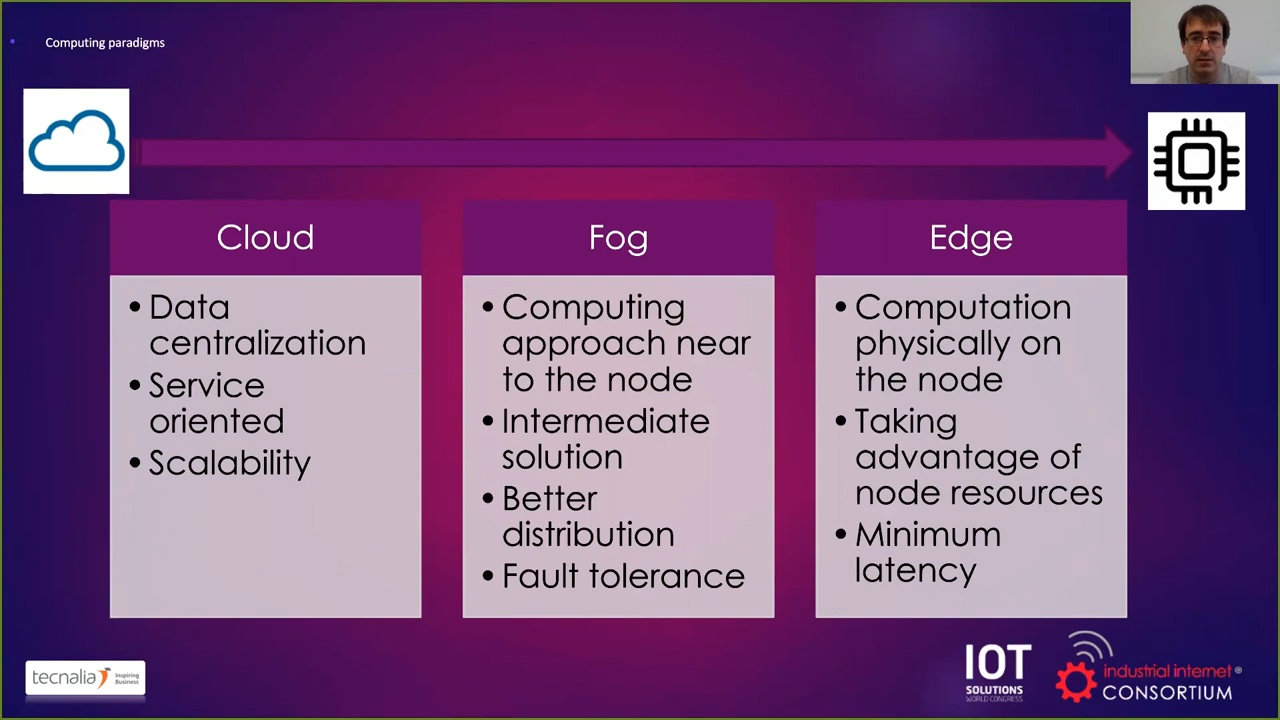 Computing paradigms
Cloud
• Data
centralization
• Service
oriented
• Scalability
Fog
• Computing
approach near
to the node
• Intermediate
solution
• Better
distribution
• Fault tolerance
Edge
• Computation
physically on
the node
• Taking
advantage of
node resources
• Minimum
latency
tecnalia
Inspiring
Business
IOT
SOLUTIONS
WORLD CONGRESS
industrial internet®
CONSORTIUM